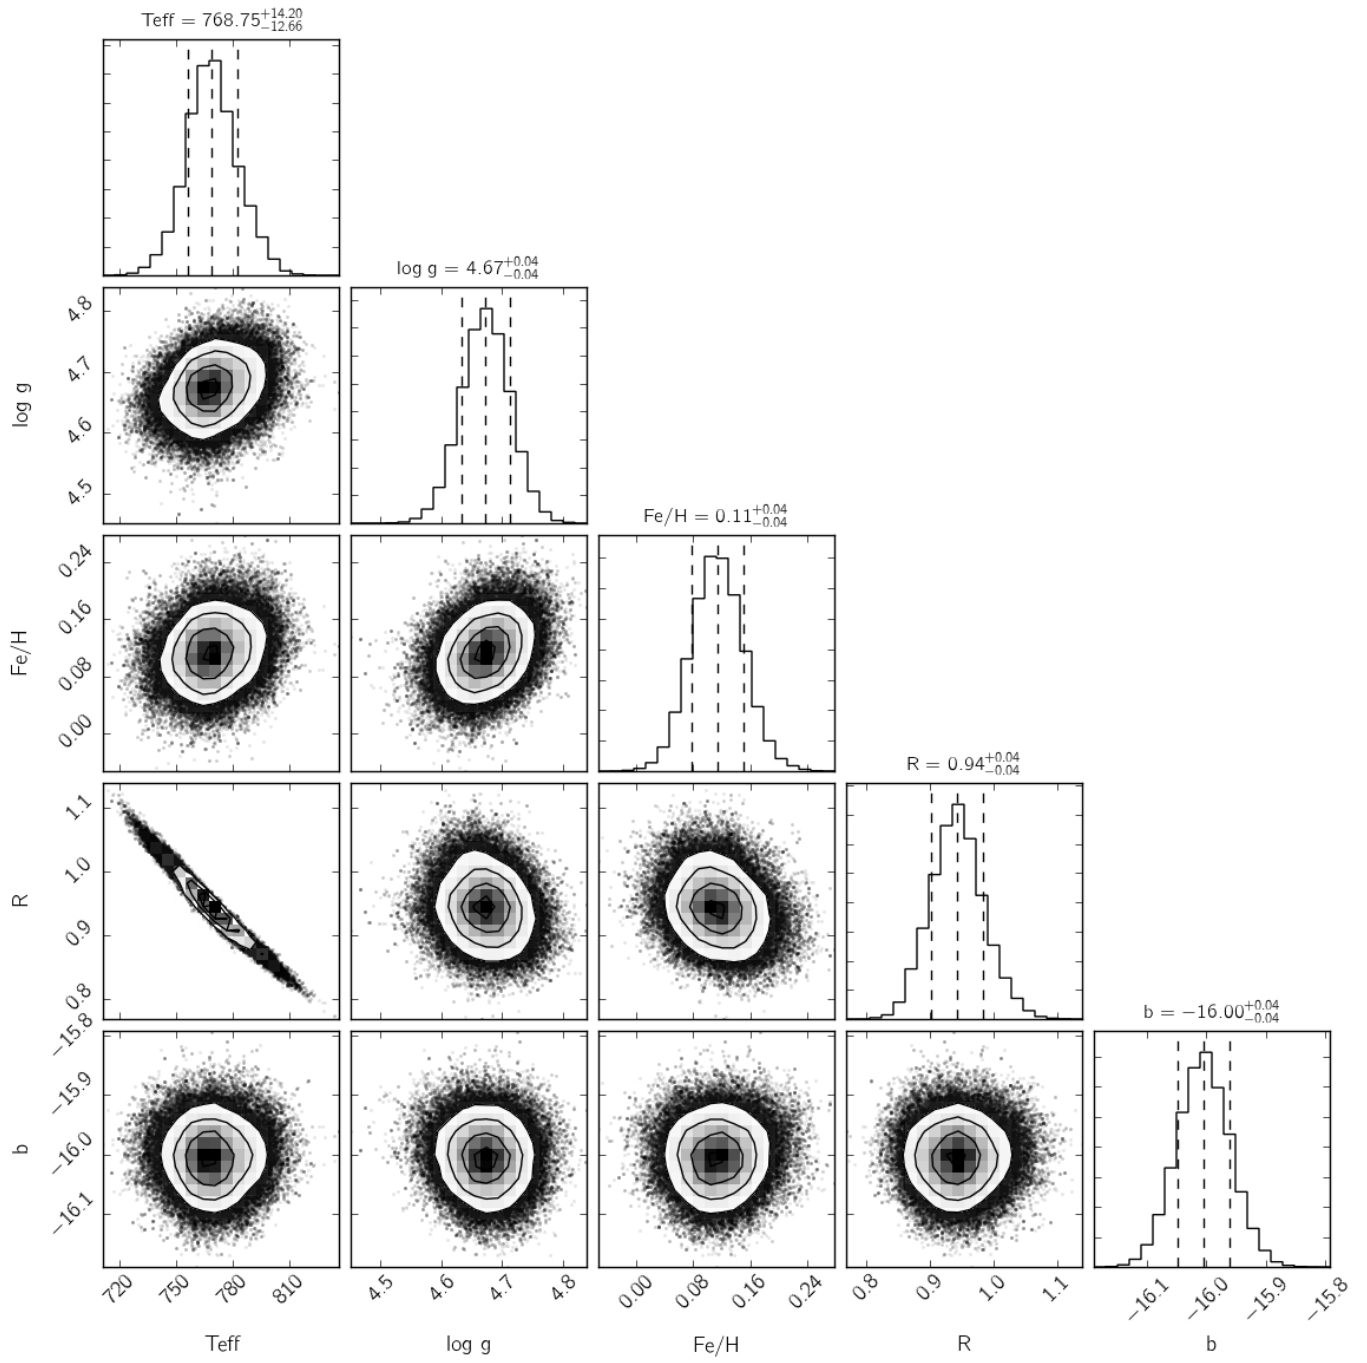 Teff = 768.75+14.20 −12.66
log g = 4.67+0.04 −0.04
4.8
4.7
4.6
4.5
log g
Fe/H = 0.11+0.04 −0.04
0.24
0.16
0.08
0.00
Fe/H
R = 0.94+0.04 −0.04
1.1
1.0
0.9
0.8
R
b = −16.00+0.04 −0.04
−15.8
−15.9
−16.0
−16.1
b
720 750 780 810 4.5 4.6 4.7 4.8 0.00 0.08 0.16 0.24 0.8 0.9 1.0 1.1 −16.1 −16.0 −15.9 −15.8
Teff log g Fe/H R b